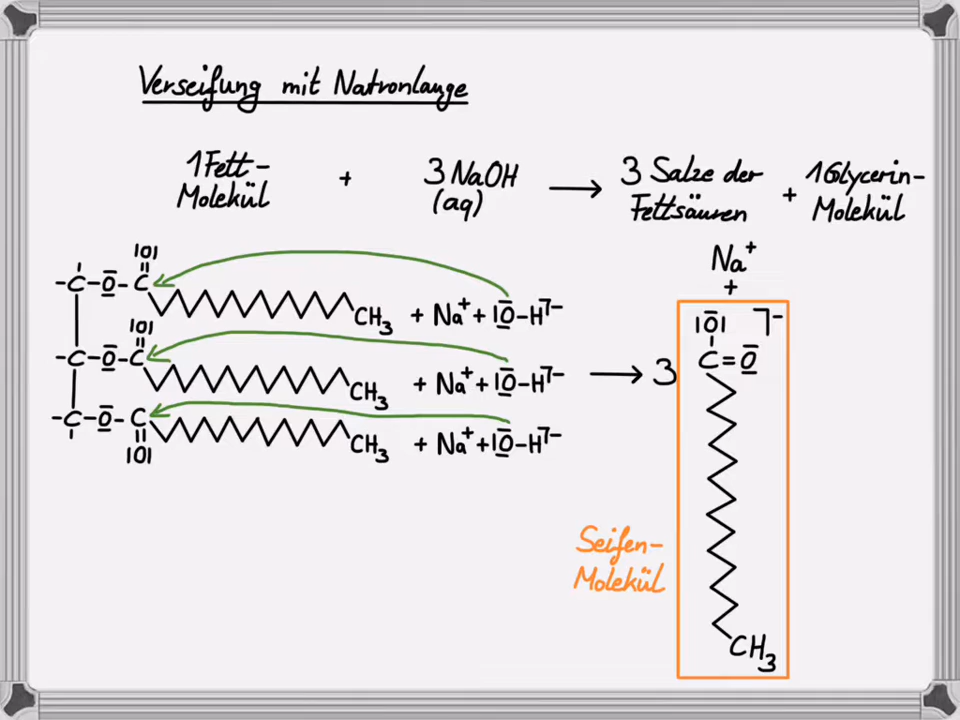 Verseifung mit Natronlauge
1 Fett- + 3 NaOH → 3 Salze der + 1 Glycerin-
Molekül (aq) Fettsäuren Molekül
Na⁺
+
|O|
-C-O̲̅-C
CH₃ + Na⁺ + |O̲̅-H⁻
|O̅| ⁻
|O|
-C-O̲̅-C
C=O̲̅
CH₃ + Na⁺ + |O̲̅-H⁻ → 3
-C-O̲̅-C
CH₃ + Na⁺ + |O̲̅-H⁻
|O|
Seifen-
Molekül
CH₃